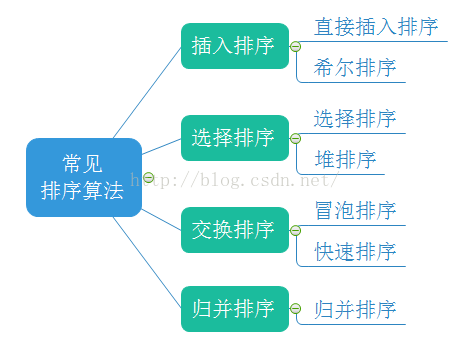 常见
排序算法
插入排序
直接插入排序
希尔排序
选择排序
选择排序
堆排序
http://blog.csdn.net/
交换排序
冒泡排序
快速排序
归并排序
归并排序